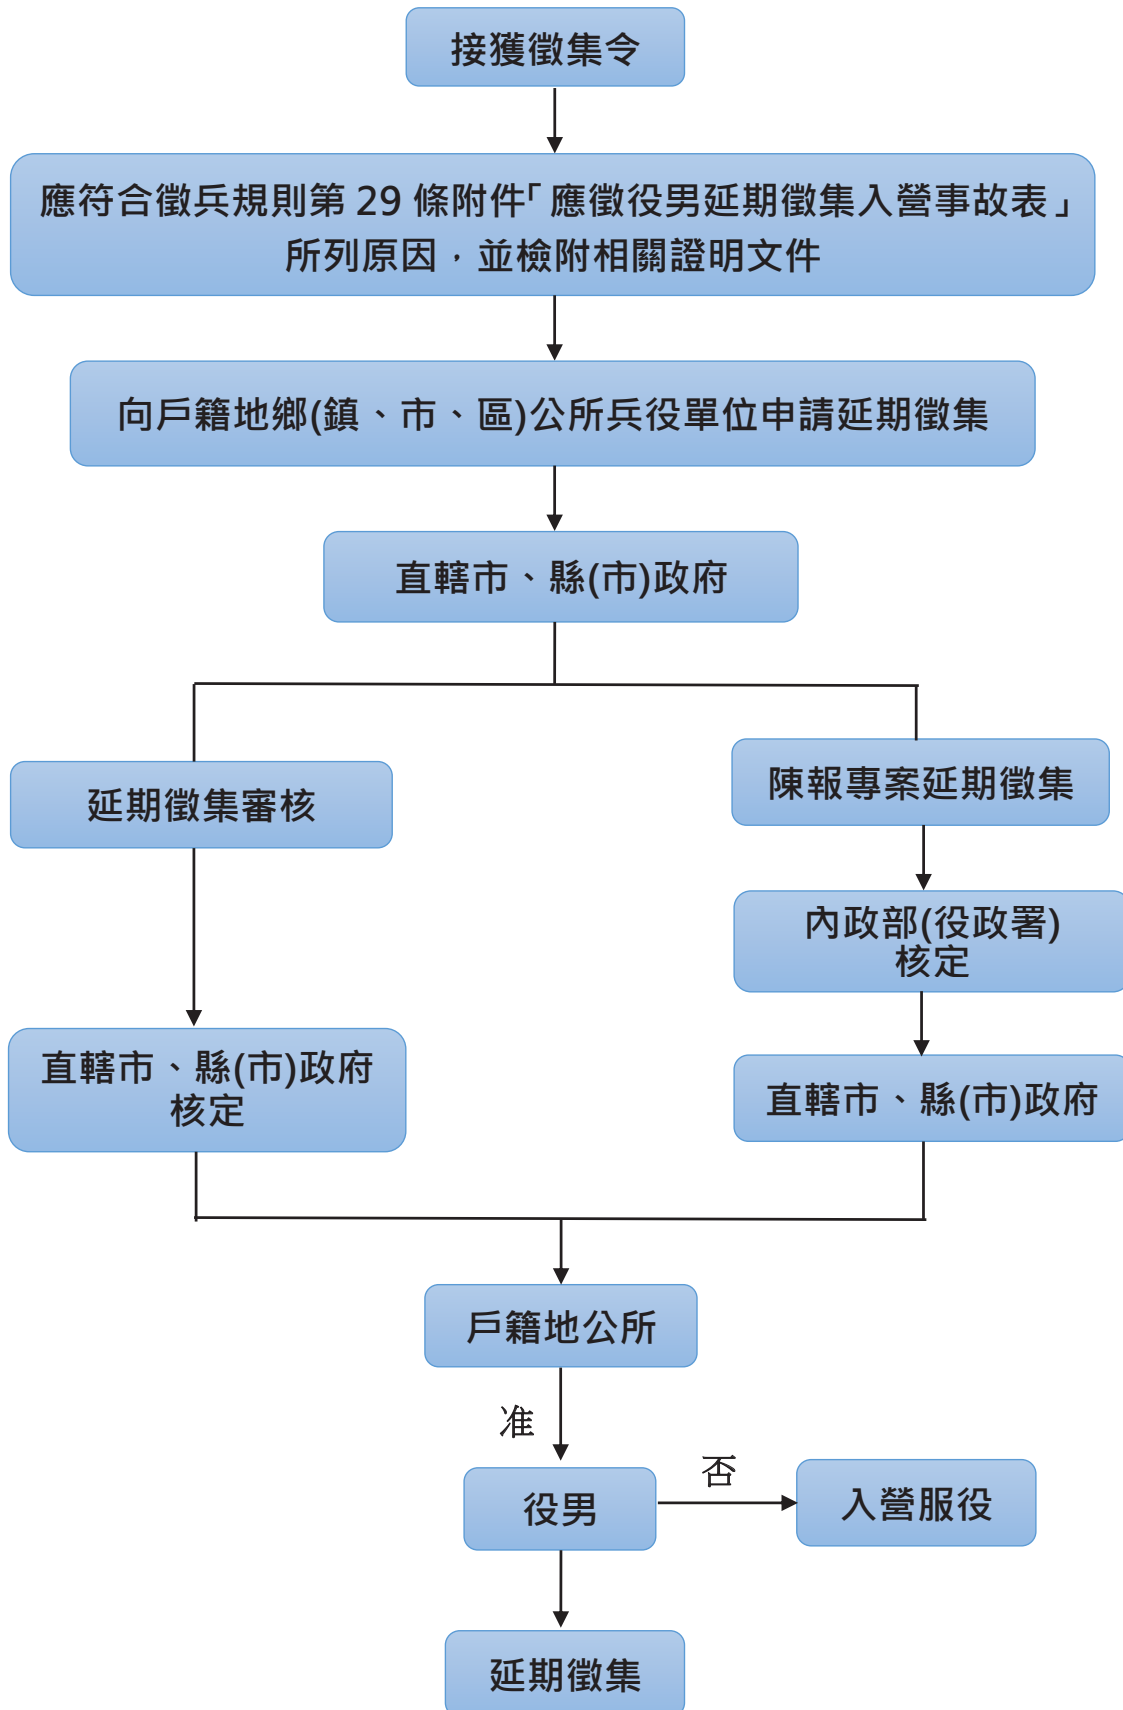 接獲徵集令
應符合徵兵規則第 29 條附件「應徵役男延期徵集入營事故表」
所列原因，並檢附相關證明文件
向戶籍地鄉(鎮、市、區)公所兵役單位申請延期徵集
直轄市、縣(市)政府
延期徵集審核
陳報專案延期徵集
內政部(役政署)
核定
直轄市、縣(市)政府
核定
直轄市、縣(市)政府
戶籍地公所
准
役男
否
入營服役
延期徵集